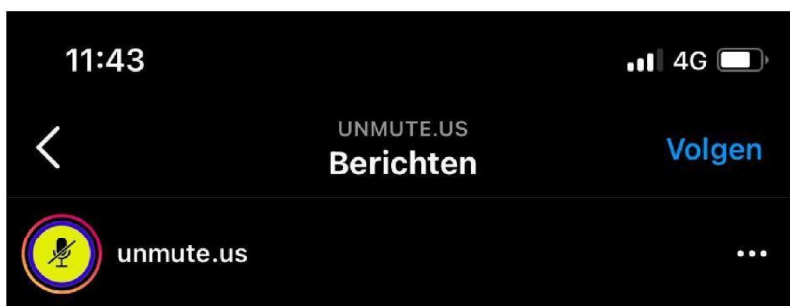 11:43 4G
UNMUTE.US
Berichten
Volgen
unmute.us